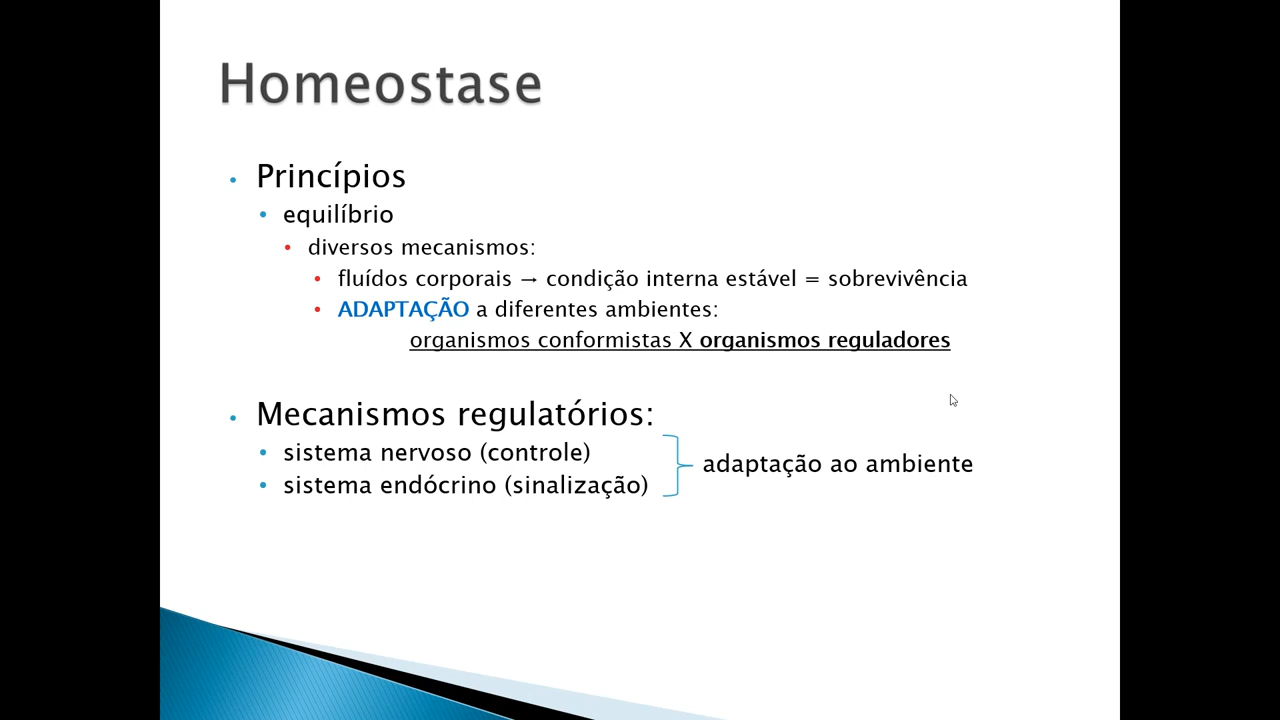 Homeostase
• Princípios
• equilíbrio
• diversos mecanismos:
• fluídos corporais → condição interna estável = sobrevivência
• ADAPTAÇÃO a diferentes ambientes:
organismos conformistas X organismos reguladores
• Mecanismos regulatórios:
• sistema nervoso (controle)
• sistema endócrino (sinalização)
adaptação ao ambiente